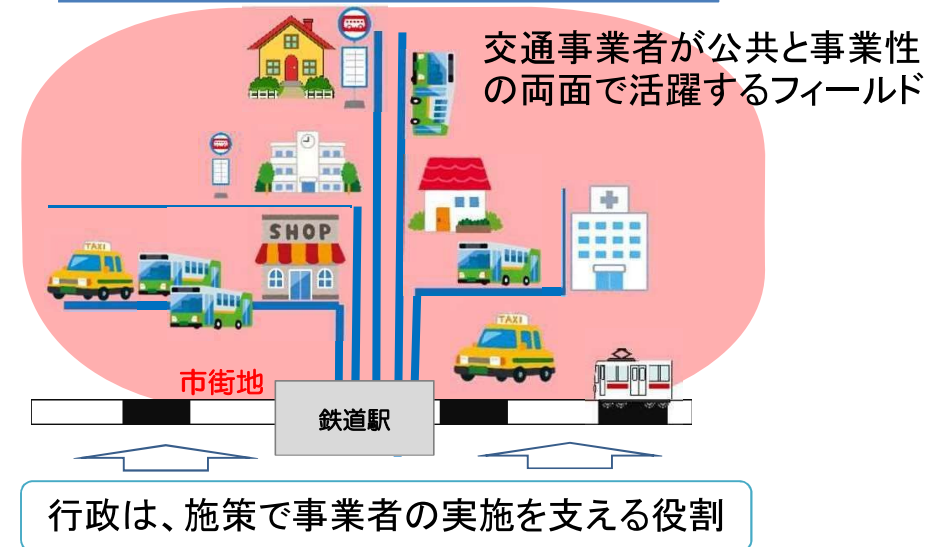 交通事業者が公共と事業性
の両面で活躍するフィールド
SHOP
TAXI
TAXI
市街地
鉄道駅
行政は、施策で事業者の実施を支える役割